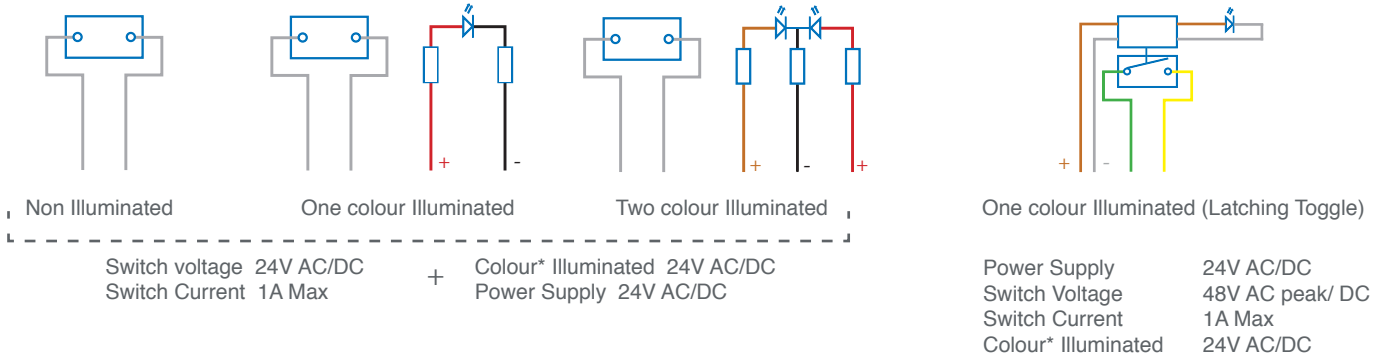 +
-
+
-
+
+
-
Non Illuminated
One colour Illuminated
Two colour Illuminated
One colour Illuminated (Latching Toggle)
Switch voltage 24V AC/DC
Switch Current 1A Max
+
Colour* Illuminated 24V AC/DC
Power Supply 24V AC/DC
Power Supply 24V AC/DC
Switch Voltage 48V AC peak/ DC
Switch Current 1A Max
Colour* Illuminated 24V AC/DC